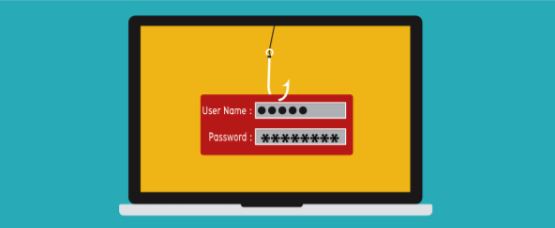 User Name : ●●●●●
Password : ********